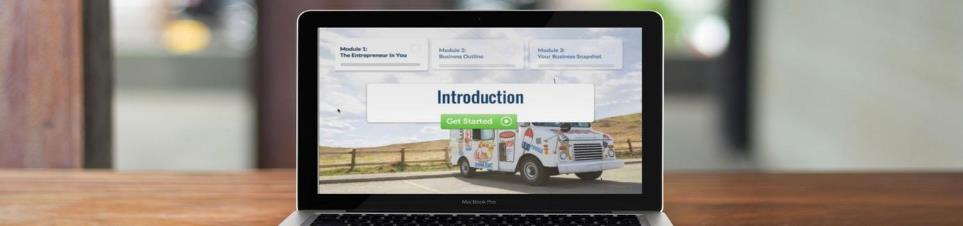 Module 1:
The Entrepreneur In You
Module 2:
Business Outline
Module 3:
Your Business Snapshot
Introduction
Get Started
MacBook Pro